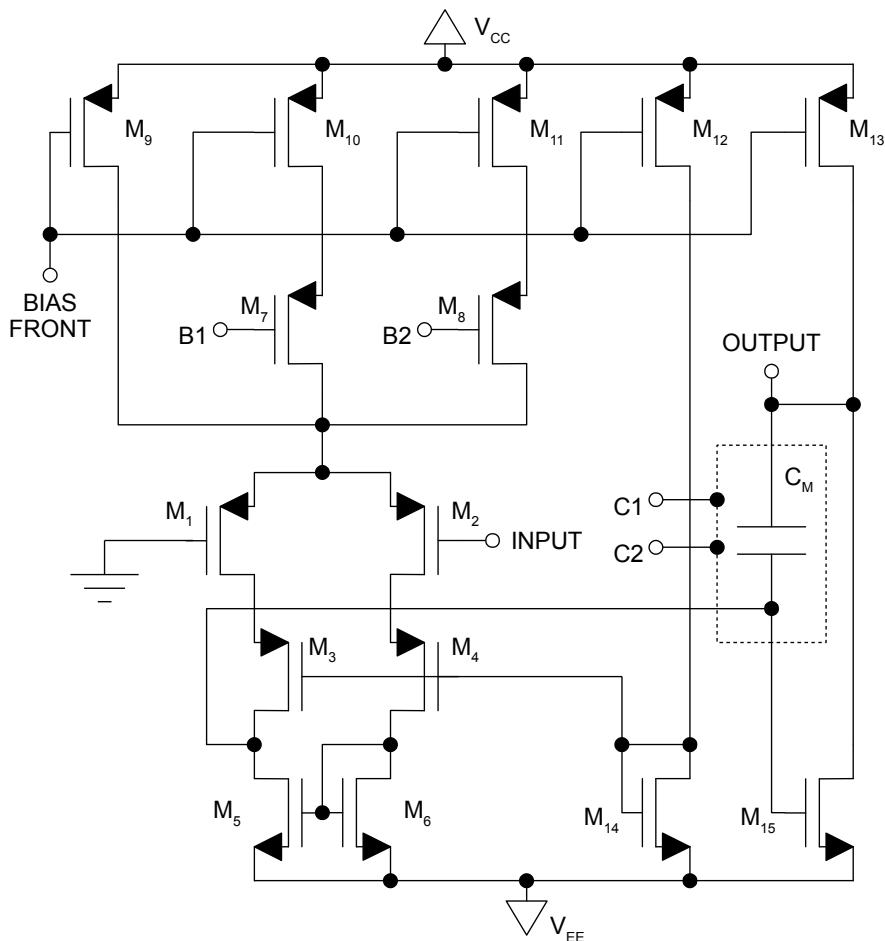 V_CC
M_9
M_10
M_11
M_12
M_13
BIAS
FRONT
B1
M_7
B2
M_8
OUTPUT
C_M
C1
C2
M_1
M_2
INPUT
M_3
M_4
M_5
M_6
M_14
M_15
V_EE